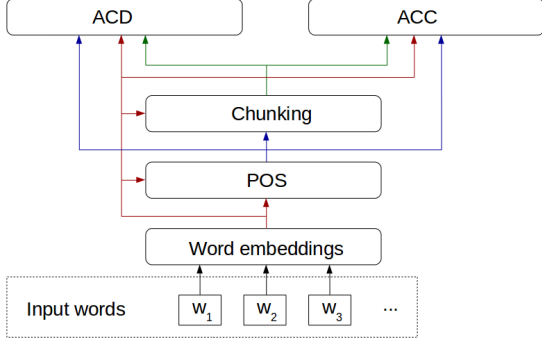 ACD ACC
Chunking
POS
Word embeddings
Input words w1 w2 w3 ...